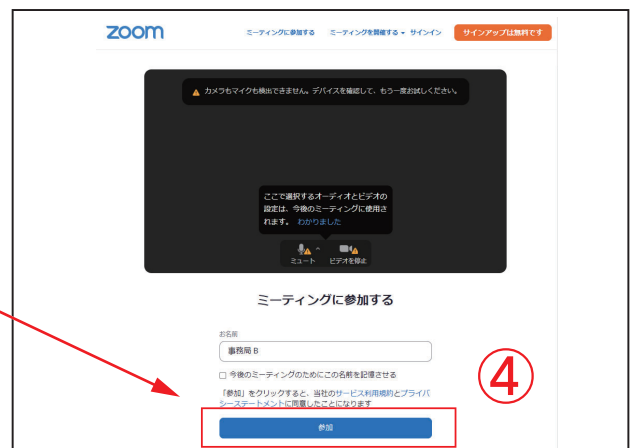 zoom
ミーティングに参加する ミーティングを開催する サインイン サインアップは無料です
カメラもマイクも検出できません。デバイスを確認して、もう一度お試しください。
ここで選択するオーディオとビデオの
設定は、今後のミーティングに使用さ
れます。 わかりました
ミュート ビデオを停止
ミーティングに参加する
お名前
事務局 B
今後のミーティングのためにこの名前を記憶させる
「参加」をクリックすると、当社のサービス利用規約とプライバ
シーステートメントに同意したことになります
参加
④